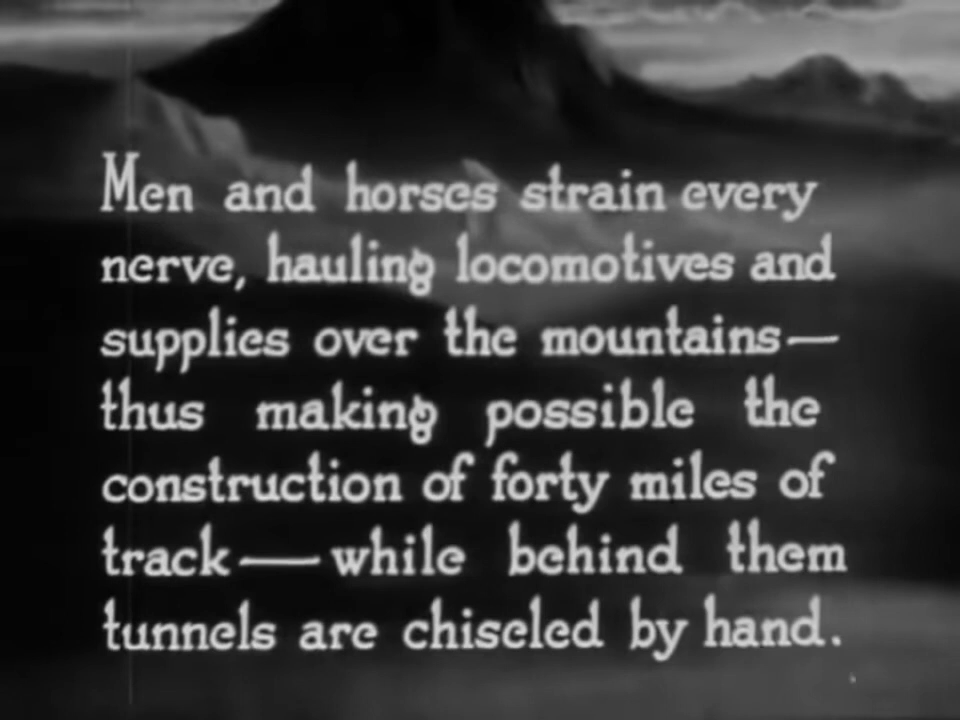 Men and horses strain every
nerve, hauling locomotives and
supplies over the mountains—
thus making possible the
construction of forty miles of
track—while behind them
tunnels are chiseled by hand.